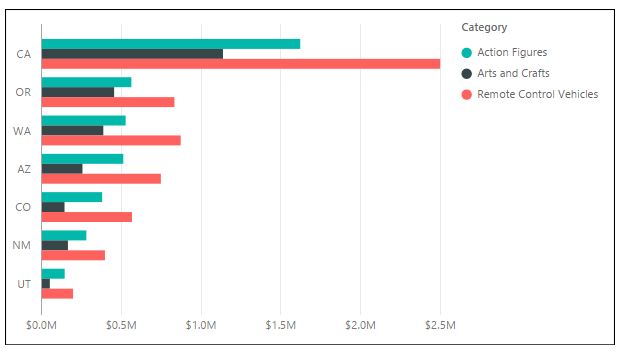 Category
Action Figures
Arts and Crafts
Remote Control Vehicles
CA
OR
WA
AZ
CO
NM
UT
$0.0M $0.5M $1.0M $1.5M $2.0M $2.5M